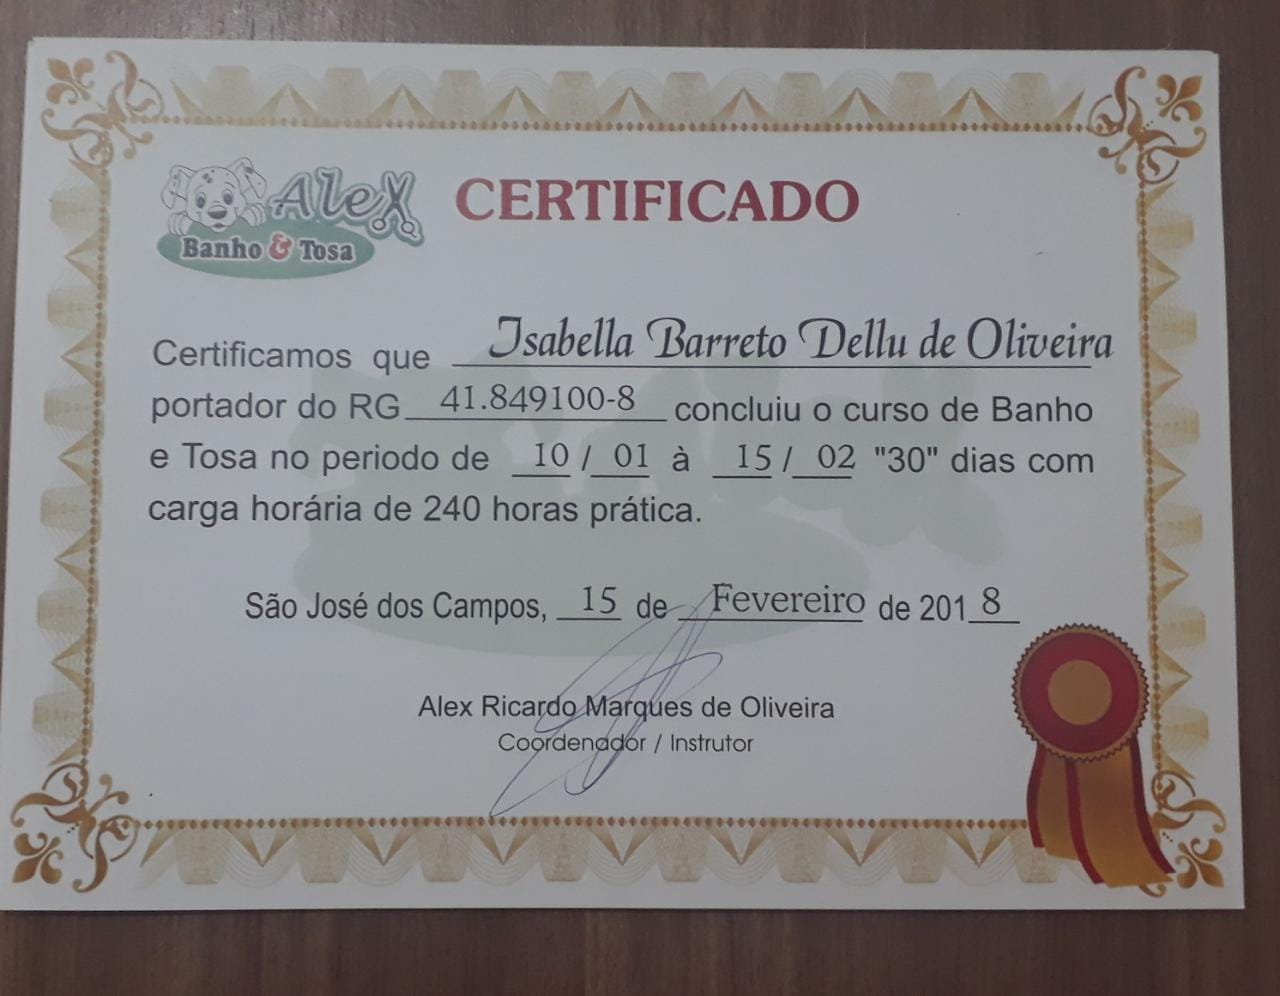 Alex
Banho & Tosa
CERTIFICADO
Certificamos que Isabella Barreto Dellu de Oliveira
portador do RG 41.849100-8 concluiu o curso de Banho
e Tosa no periodo de 10 / 01 à 15 / 02 "30" dias com
carga horária de 240 horas prática.
São José dos Campos, 15 de Fevereiro de 2018
Alex Ricardo Marques de Oliveira
Coordenador / Instrutor